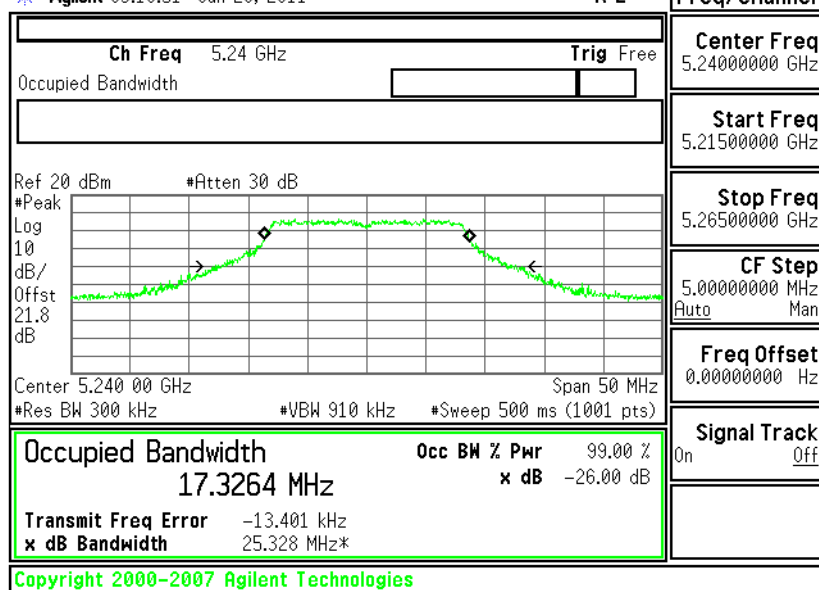 Agilent
Freq/Channel
Ch Freq 5.24 GHz Trig Free
Occupied Bandwidth
Center Freq
5.24000000 GHz
Start Freq
5.21500000 GHz
Stop Freq
5.26500000 GHz
CF Step
5.00000000 MHz
Auto Man
Freq Offset
0.00000000 Hz
Signal Track
On Off
Ref 20 dBm #Atten 30 dB
#Peak
Log
10
dB/
Offst
21.8
dB
Center 5.240 00 GHz Span 50 MHz
#Res BW 300 kHz #VBW 910 kHz #Sweep 500 ms (1001 pts)
Occupied Bandwidth Occ BW % Pwr 99.00 %
17.3264 MHz x dB -26.00 dB
Transmit Freq Error -13.401 kHz
x dB Bandwidth 25.328 MHz*
Copyright 2000-2007 Agilent Technologies